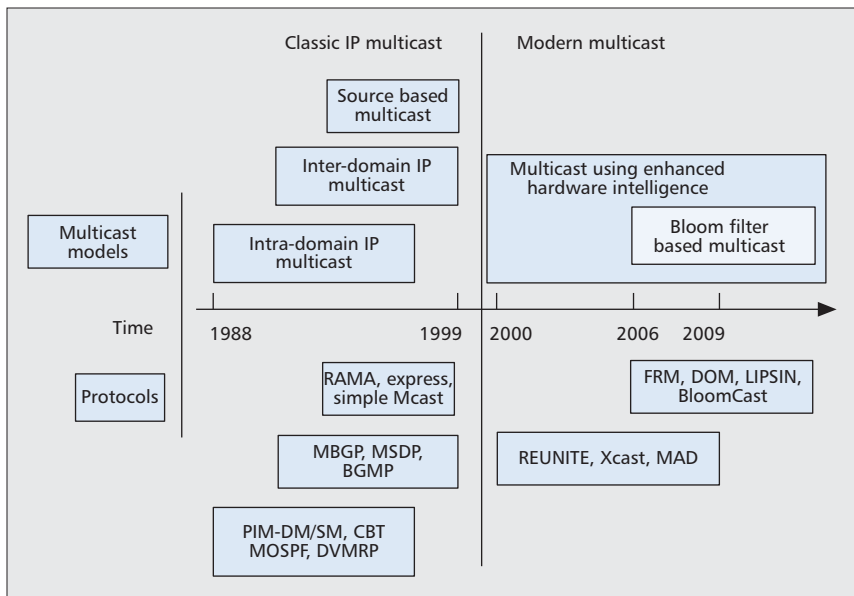 Classic IP multicast
Modern multicast
Source based
multicast
Inter-domain IP
multicast
Multicast using enhanced
hardware intelligence
Multicast
models
Intra-domain IP
multicast
Bloom filter
based multicast
Time
1988
1999
2000
2006
2009
Protocols
RAMA, express,
simple Mcast
FRM, DOM, LIPSIN,
BloomCast
MBGP, MSDP,
BGMP
REUNITE, Xcast, MAD
PIM-DM/SM, CBT
MOSPF, DVMRP